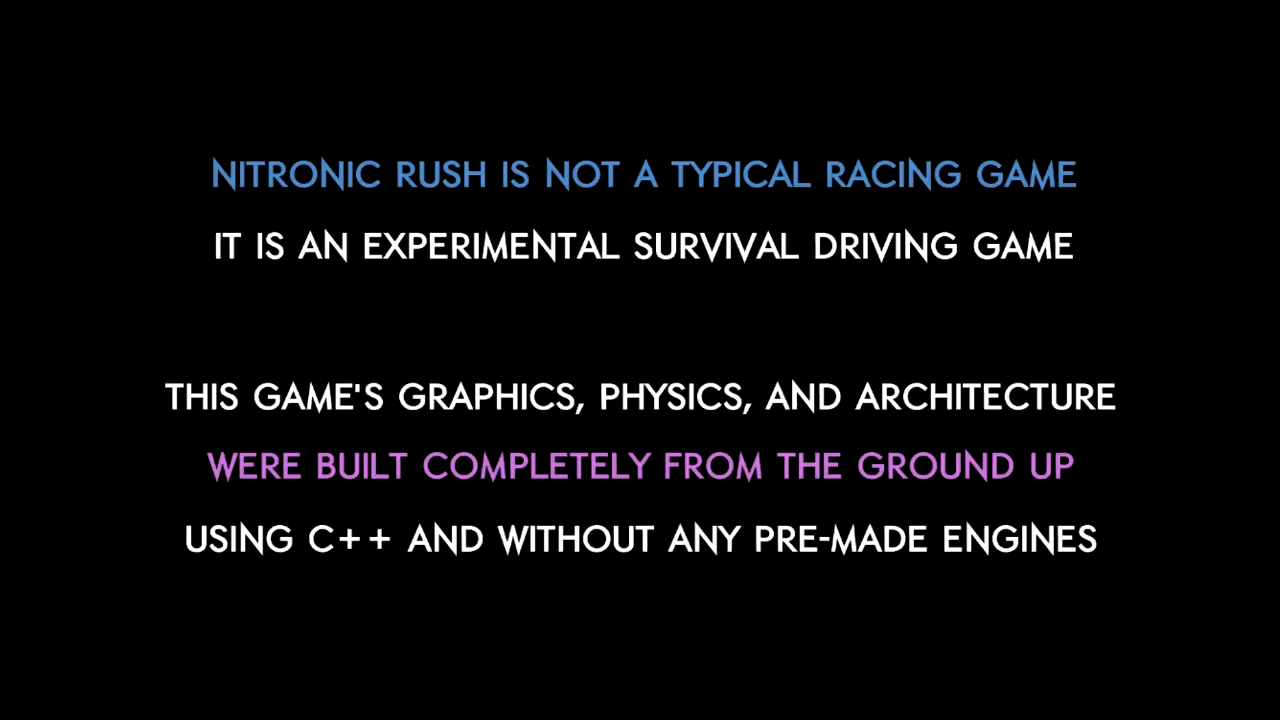 NITRONIC RUSH IS NOT A TYPICAL RACING GAME
IT IS AN EXPERIMENTAL SURVIVAL DRIVING GAME
THIS GAME'S GRAPHICS, PHYSICS, AND ARCHITECTURE
WERE BUILT COMPLETELY FROM THE GROUND UP
USING C++ AND WITHOUT ANY PRE-MADE ENGINES